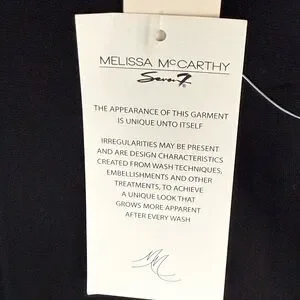 MELISSA McCARTHY
Seven7®
THE APPEARANCE OF THIS GARMENT
IS UNIQUE UNTO ITSELF
IRREGULARITIES MAY BE PRESENT
AND ARE DESIGN CHARACTERISTICS
CREATED FROM WASH TECHNIQUES,
EMBELLISHMENTS AND OTHER
TREATMENTS, TO ACHIEVE
A UNIQUE LOOK THAT
GROWS MORE APPARENT
AFTER EVERY WASH